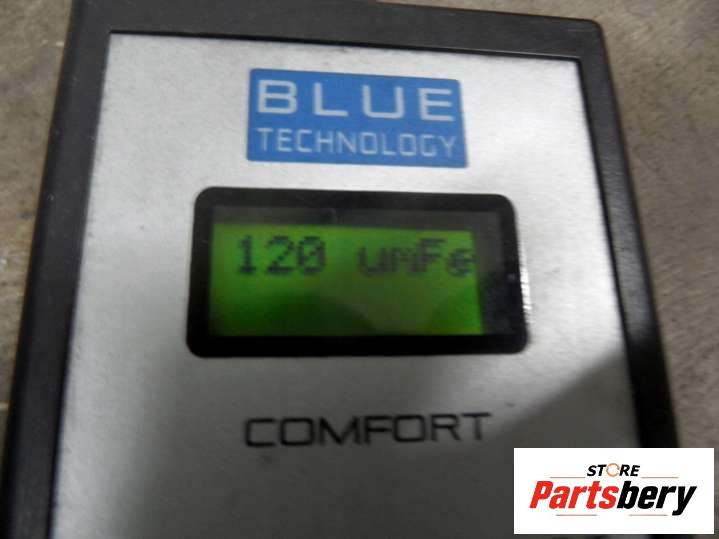 BLUE
TECHNOLOGY
120 umFe
COMFORT
STORE
Partsbery